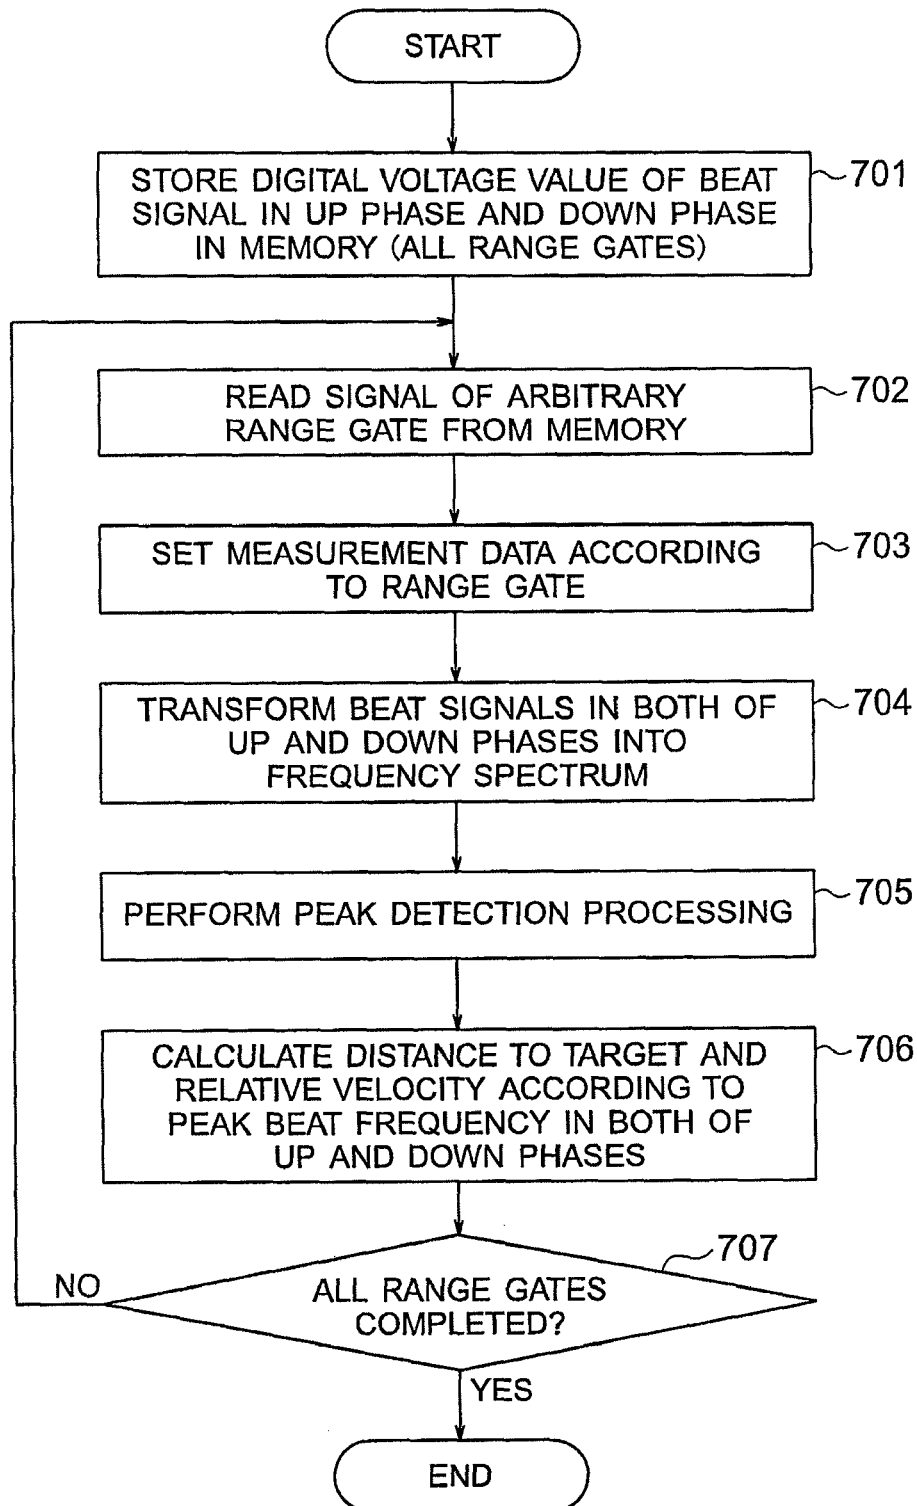 START
STORE DIGITAL VOLTAGE VALUE OF BEAT
SIGNAL IN UP PHASE AND DOWN PHASE
IN MEMORY (ALL RANGE GATES)
701
READ SIGNAL OF ARBITRARY
RANGE GATE FROM MEMORY
702
SET MEASUREMENT DATA ACCORDING
TO RANGE GATE
703
TRANSFORM BEAT SIGNALS IN BOTH OF
UP AND DOWN PHASES INTO
FREQUENCY SPECTRUM
704
PERFORM PEAK DETECTION PROCESSING
705
CALCULATE DISTANCE TO TARGET AND
RELATIVE VELOCITY ACCORDING TO
PEAK BEAT FREQUENCY IN BOTH OF
UP AND DOWN PHASES
706
707
NO
ALL RANGE GATES
COMPLETED?
YES
END